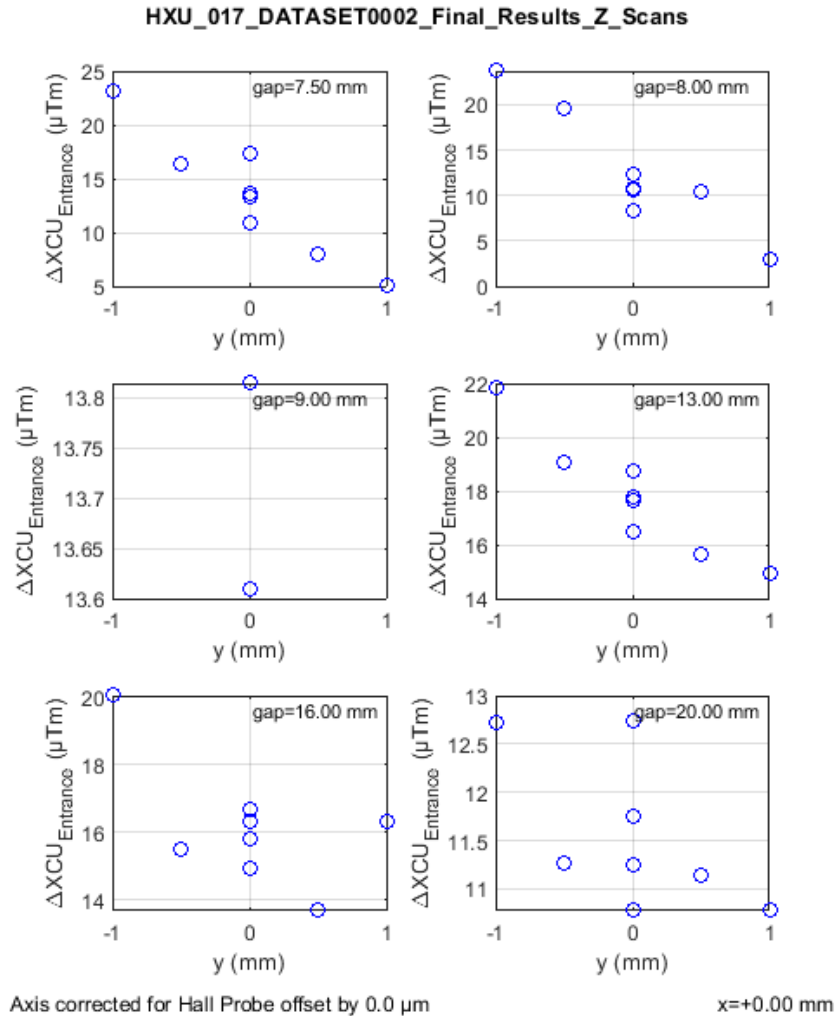 HXU_017_DATASET0002_Final_Results_Z_Scans
ΔXCU_Entrance (μTm)
25
20
15
10
5
gap=7.50 mm
-1 0 1
y (mm)
ΔXCU_Entrance (μTm)
20
15
10
5
0
gap=8.00 mm
-1 0 1
y (mm)
ΔXCU_Entrance (μTm)
13.8
13.75
13.7
13.65
13.6
gap=9.00 mm
-1 0 1
y (mm)
ΔXCU_Entrance (μTm)
22
20
18
16
14
gap=13.00 mm
-1 0 1
y (mm)
ΔXCU_Entrance (μTm)
20
18
16
14
gap=16.00 mm
-1 0 1
y (mm)
ΔXCU_Entrance (μTm)
13
12.5
12
11.5
11
gap=20.00 mm
-1 0 1
y (mm)
Axis corrected for Hall Probe offset by 0.0 μm
x=+0.00 mm